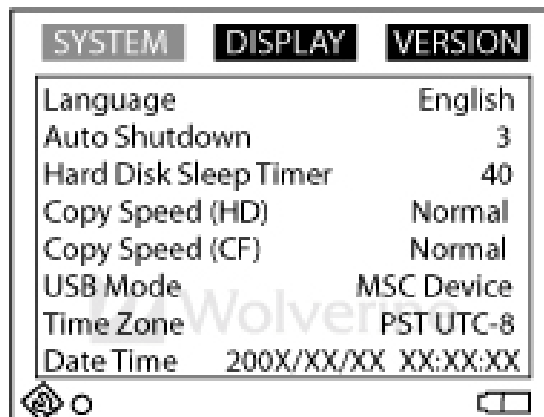 SYSTEM DISPLAY VERSION
Language English
Auto Shutdown 3
Hard Disk Sleep Timer 40
Copy Speed (HD) Normal
Copy Speed (CF) Normal
USB Mode MSC Device
Wolverine
Time Zone PST UTC-8
Date Time 200X/XX/XX XX:XX:XX